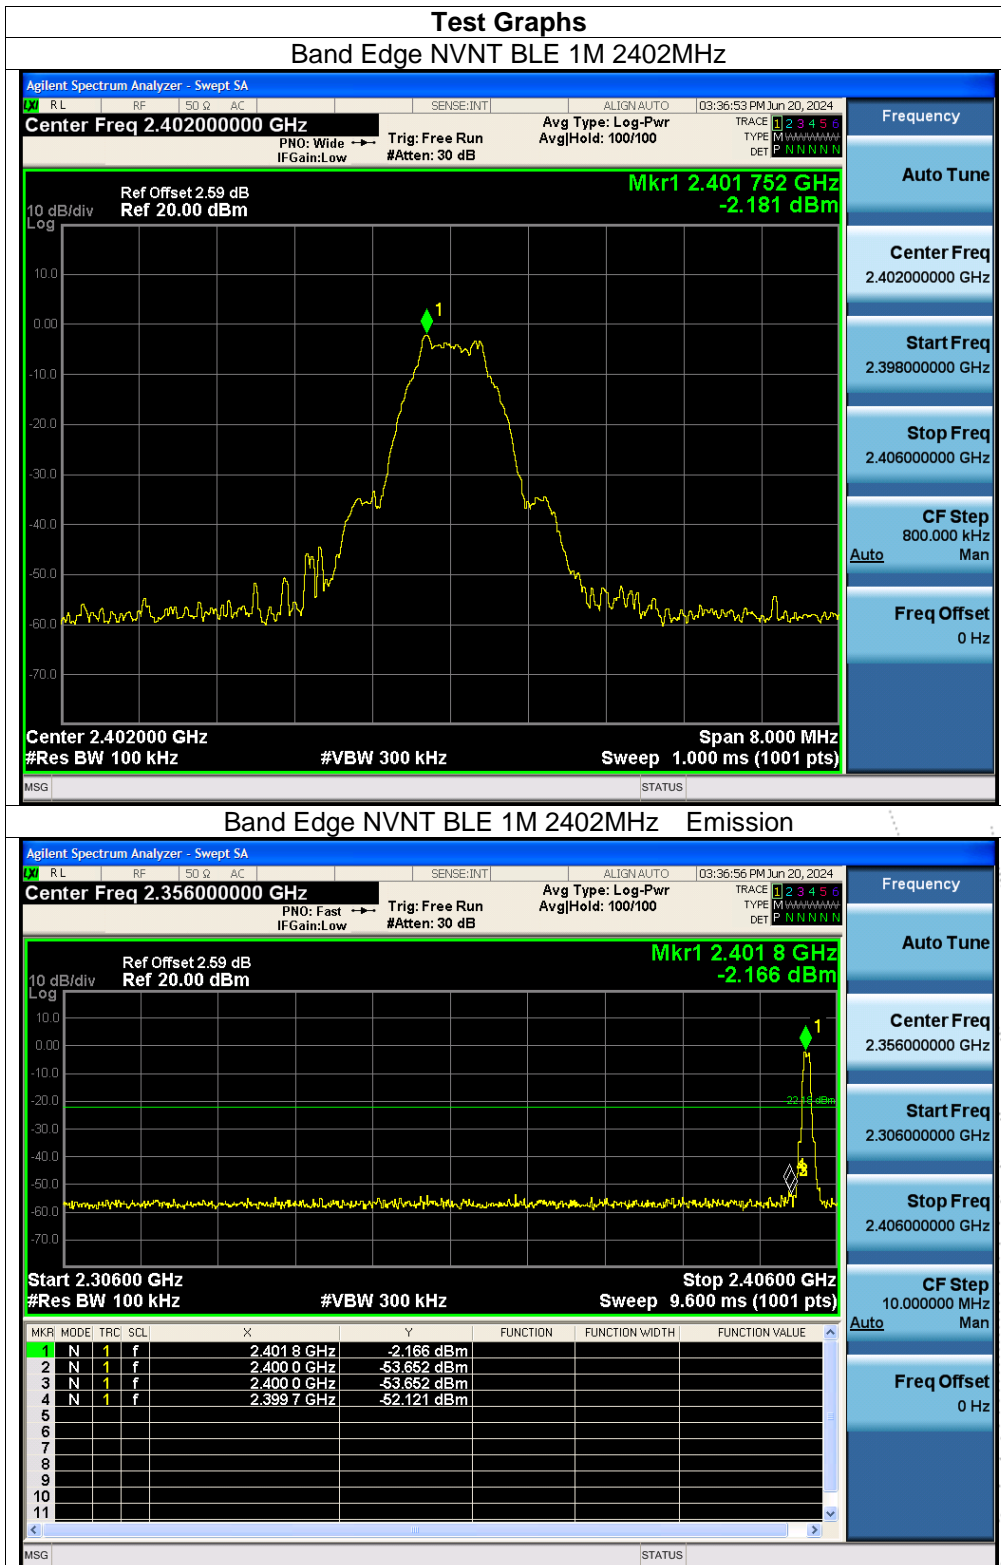 Test Graphs
Band Edge NVNT BLE 1M 2402MHz
Agilent Spectrum Analyzer - Swept SA
LXI RL RF 50 Ω AC SENSE:INT ALIGNAUTO 03:36:53 PM Jun 20, 2024
Center Freq 2.402000000 GHz
PNO: Wide
IFGain:Low
Trig: Free Run
#Atten: 30 dB
Avg Type: Log-Pwr
Avg|Hold: 100/100
TRACE 1 2 3 4 5 6
TYPE M WWWWW
DET P N N N N N
Ref Offset 2.59 dB
10 dB/div Ref 20.00 dBm
Log
Mkr1 2.401 752 GHz
-2.181 dBm
1
10.0
0.00
-10.0
-20.0
-30.0
-40.0
-50.0
-60.0
-70.0
Center 2.402000 GHz Span 8.000 MHz
#Res BW 100 kHz #VBW 300 kHz Sweep 1.000 ms (1001 pts)
MSG STATUS
Frequency
Auto Tune
Center Freq
2.402000000 GHz
Start Freq
2.398000000 GHz
Stop Freq
2.406000000 GHz
CF Step
800.000 kHz
Auto Man
Freq Offset
0 Hz
Band Edge NVNT BLE 1M 2402MHz Emission
Agilent Spectrum Analyzer - Swept SA
LXI RL RF 50 Ω AC SENSE:INT ALIGNAUTO 03:36:56 PM Jun 20, 2024
Center Freq 2.356000000 GHz
PNO: Fast
IFGain:Low
Trig: Free Run
#Atten: 30 dB
Avg Type: Log-Pwr
Avg|Hold: 100/100
TRACE 1 2 3 4 5 6
TYPE M WWWWW
DET P N N N N N
Ref Offset 2.59 dB
10 dB/div Ref 20.00 dBm
Log
Mkr1 2.401 8 GHz
-2.166 dBm
1
10.0
0.00
-10.0
-20.0
-22.18 dBm
-30.0
-40.0
-50.0
-60.0
-70.0
Start 2.30600 GHz Stop 2.40600 GHz
#Res BW 100 kHz #VBW 300 kHz Sweep 9.600 ms (1001 pts)
MKR MODE TRC SCL X Y FUNCTION FUNCTION WIDTH FUNCTION VALUE
1 N 1 f 2.401 8 GHz -2.166 dBm
2 N 1 f 2.400 0 GHz -53.652 dBm
3 N 1 f 2.400 0 GHz -53.652 dBm
4 N 1 f 2.399 7 GHz -52.121 dBm
5
6
7
8
9
10
11
MSG STATUS
Frequency
Auto Tune
Center Freq
2.356000000 GHz
Start Freq
2.306000000 GHz
Stop Freq
2.406000000 GHz
CF Step
10.000000 MHz
Auto Man
Freq Offset
0 Hz